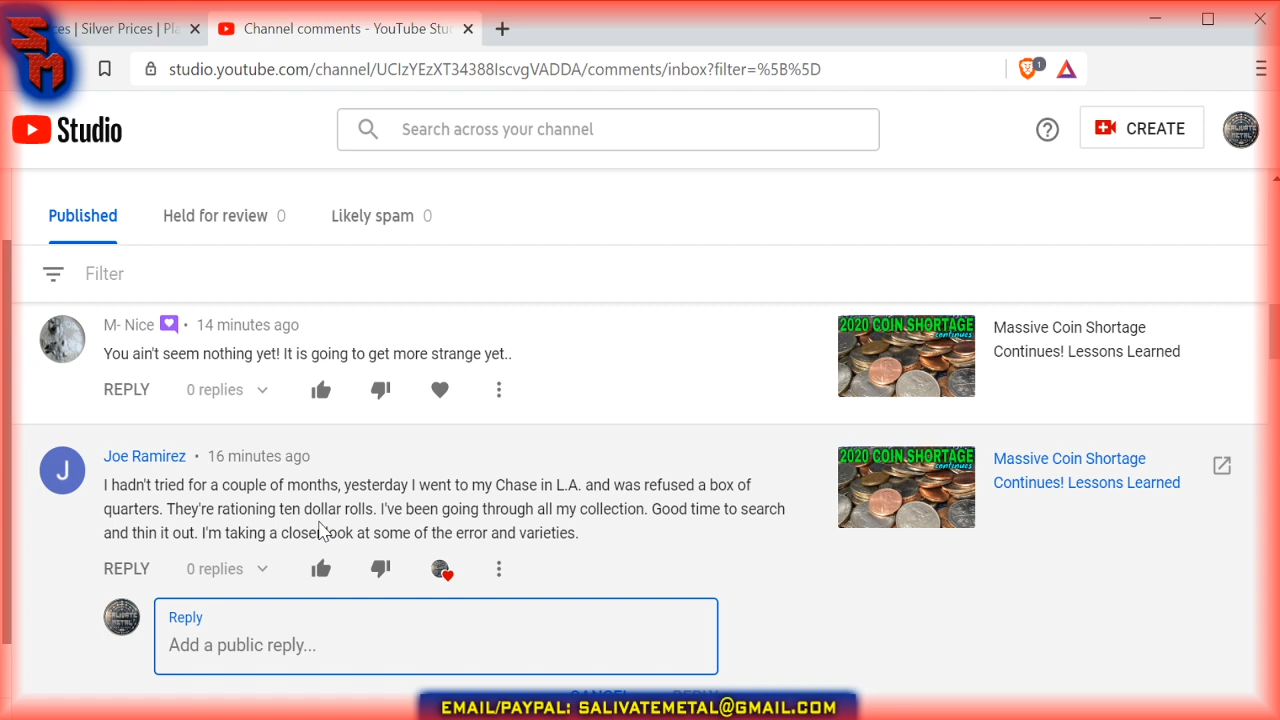 SM
ces | Silver Prices | Pla
Channel comments - YouTube Stu
studio.youtube.com/channel/UCIzYEzXT34388IscvgVADDA/comments/inbox?filter=%5B%5D
1
Studio
Search across your channel
CREATE
Published
Held for review 0
Likely spam 0
Filter
M- Nice • 14 minutes ago
You ain't seem nothing yet! It is going to get more strange yet..
REPLY 0 replies
2020 COIN SHORTAGE
continues.
Massive Coin Shortage
Continues! Lessons Learned
J
Joe Ramirez • 16 minutes ago
I hadn't tried for a couple of months, yesterday I went to my Chase in L.A. and was refused a box of
quarters. They're rationing ten dollar rolls. I've been going through all my collection. Good time to search
and thin it out. I'm taking a closer look at some of the error and varieties.
REPLY 0 replies
2020 COIN SHORTAGE
continues.
Massive Coin Shortage
Continues! Lessons Learned
Reply
Add a public reply...
CANCEL REPLY
EMAIL/PAYPAL: SALIVATEMETAL@GMAIL.COM